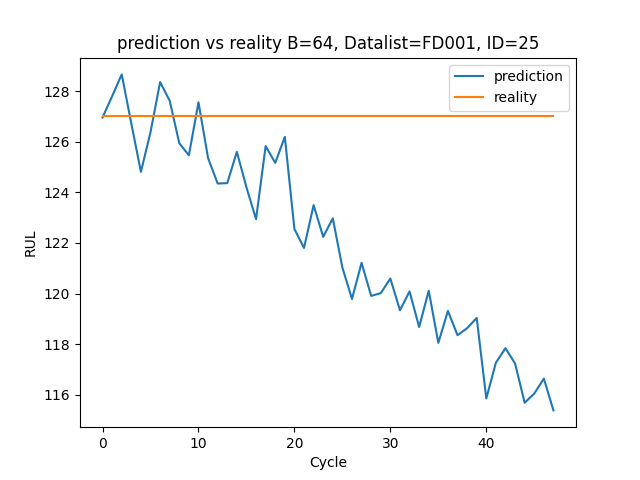 prediction vs reality B=64, Datalist=FD001, ID=25
prediction
reality
128
126
124
122
120
118
116
RUL
0 10 20 30 40
Cycle